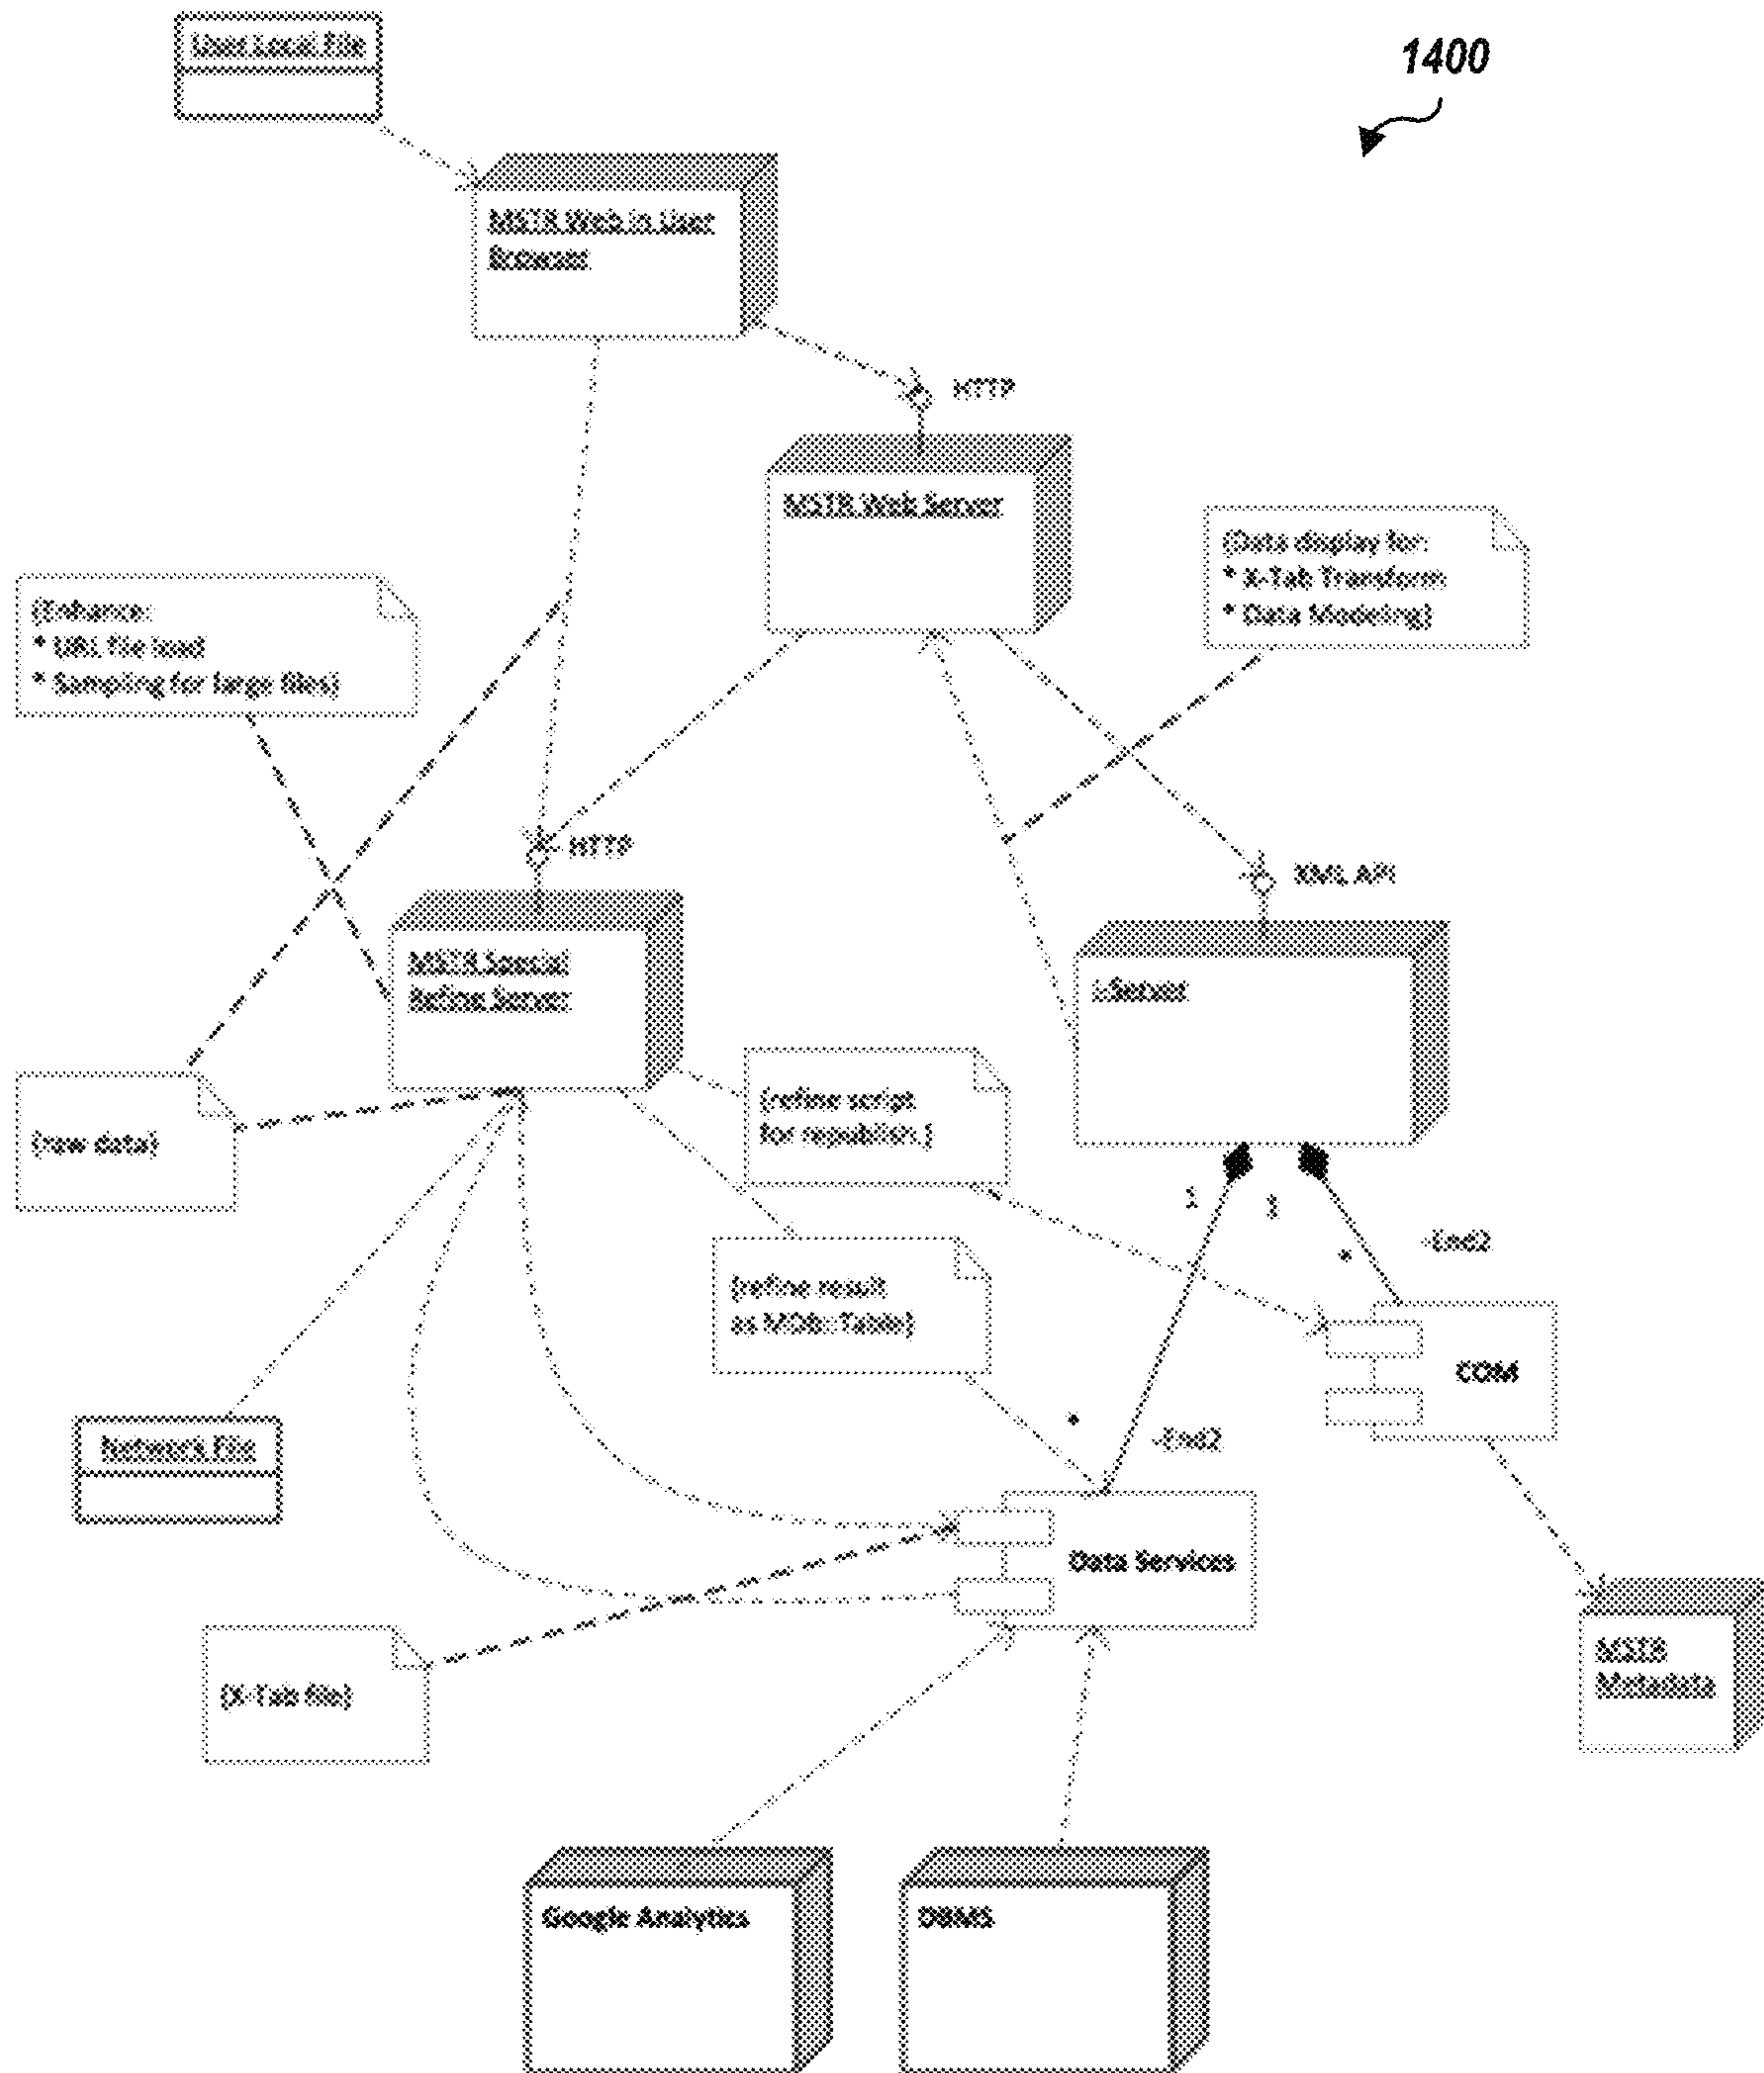 1400
User Local File
MSTR Web in User
Browser
HTTP
MSTR Web Server
{Data display for:
* X-Tab Transform
* Data Modeling}
{Enhance:
* URL file load
* Sampling for large files}
HTTP
XML API
MSTR Special
Refine Server
i-Server
{refine script
for republish.}
{raw data}
1
1
-End2
*
{refine result
as MDb::Table}
COM
*
-End2
Network File
Data Services
{X-Tab file}
MSTR
Metadata
Google Analytics
DBMS